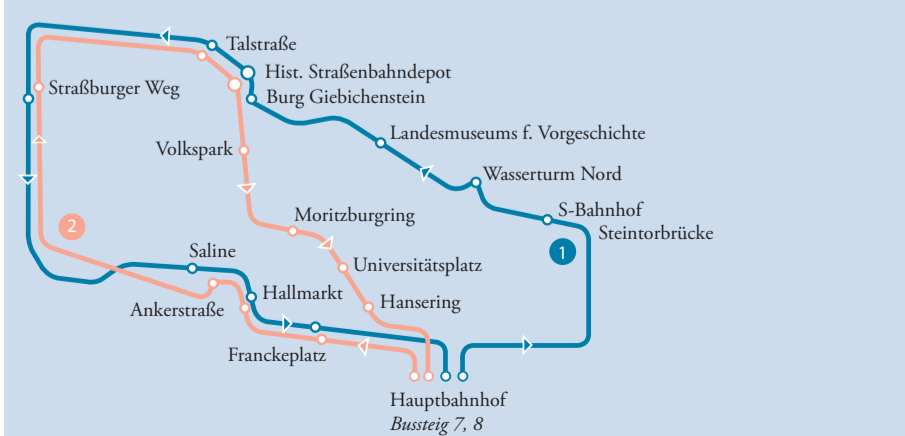 Talstraße
Hist. Straßenbahndepot
Straßburger Weg
Burg Giebichenstein
Landesmuseums f. Vorgeschichte
Volkspark
Wasserturm Nord
S-Bahnhof
Steintorbrücke
2
Moritzburgring
1
Saline
Universitätsplatz
Hallmarkt
Hansering
Ankerstraße
Franckeplatz
Hauptbahnhof
Bussteig 7, 8